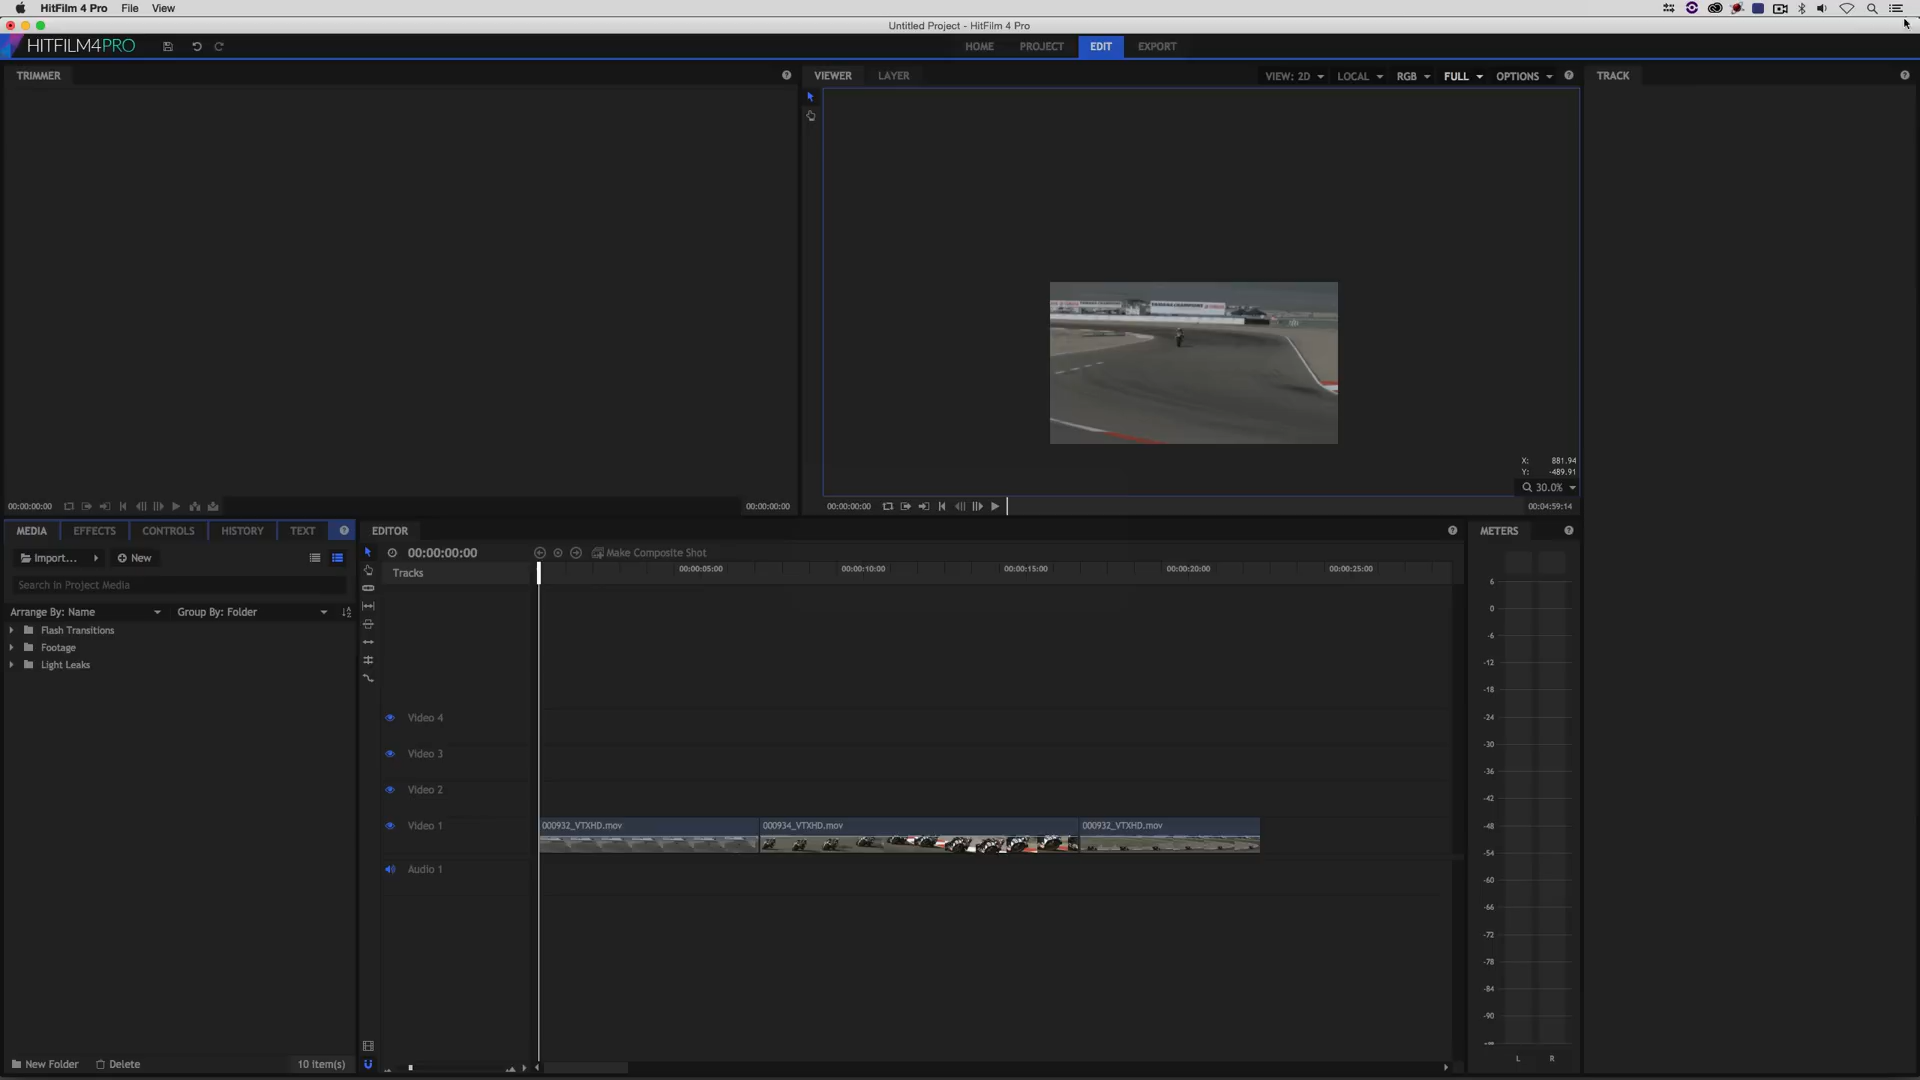 HitFilm 4 Pro File View
Untitled Project - HitFilm 4 Pro
HITFILM4PRO
HOME PROJECT EDIT EXPORT
TRIMMER
VIEWER LAYER VIEW: 2D LOCAL RGB FULL OPTIONS
TRACK
X: 881.94
Y: -489.91
30.0%
00:00:00:00 00:00:00:00
00:00:00:00 00:04:59:14
MEDIA EFFECTS CONTROLS HISTORY TEXT
EDITOR
METERS
Import... New
00:00:00:00 Make Composite Shot
Search in Project Media
Tracks 00:00:05:00 00:00:10:00 00:00:15:00 00:00:20:00 00:00:25:00
Arrange By: Name Group By: Folder
Flash Transitions
Footage
Light Leaks
Video 4
Video 3
Video 2
Video 1
000932_VTXHD.mov 000934_VTXHD.mov 000932_VTXHD.mov
Audio 1
6
0
-6
-12
-18
-24
-30
-36
-42
-48
-54
-60
-66
-72
-78
-84
-90
L R
New Folder Delete 10 item(s)